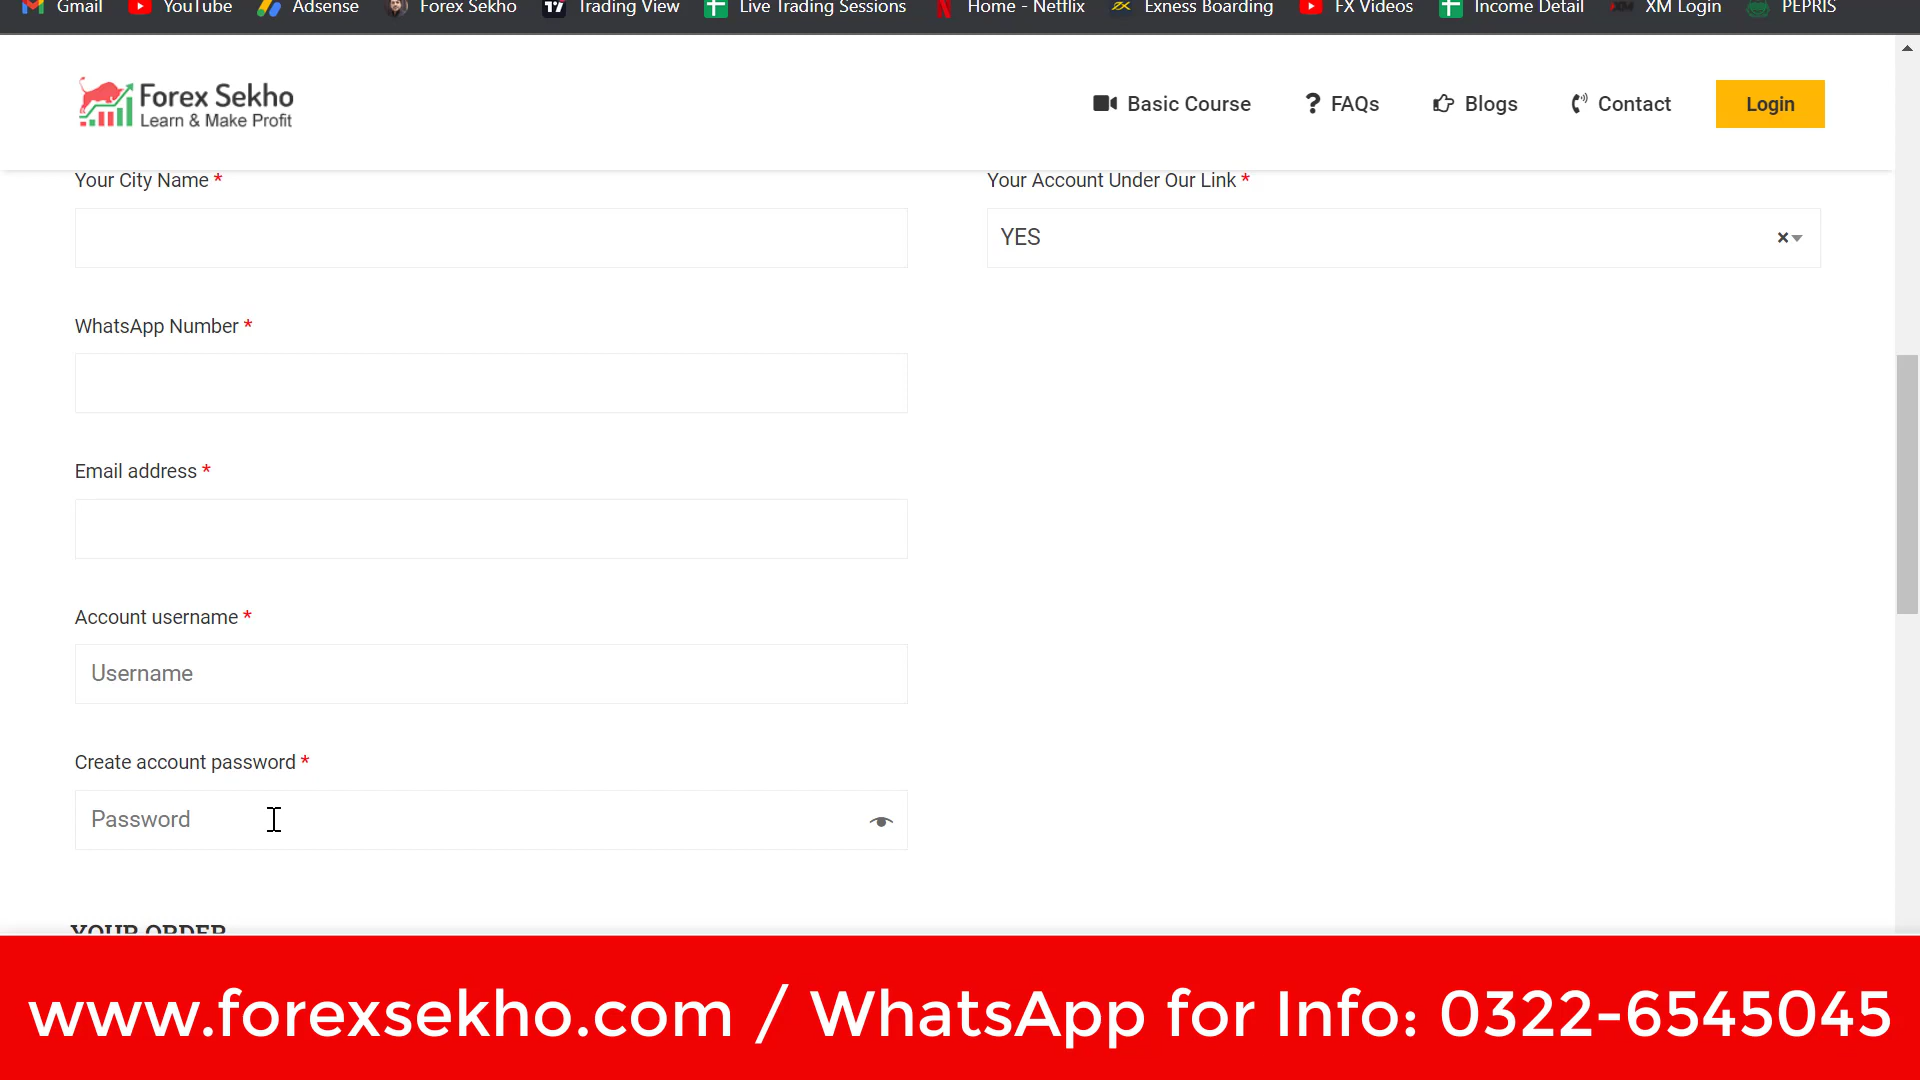 Gmail YouTube Adsense Forex Sekho Trading View Live Trading Sessions Home - Netflix Exness Boarding FX Videos Income Detail XM Login PEPRIS
Forex Sekho
Learn & Make Profit
Basic Course ? FAQs Blogs Contact Login
Your City Name *
Your Account Under Our Link *
YES ×
WhatsApp Number *
Email address *
Account username *
Username
Create account password *
Password
YOUR ORDER
www.forexsekho.com / WhatsApp for Info: 0322-6545045